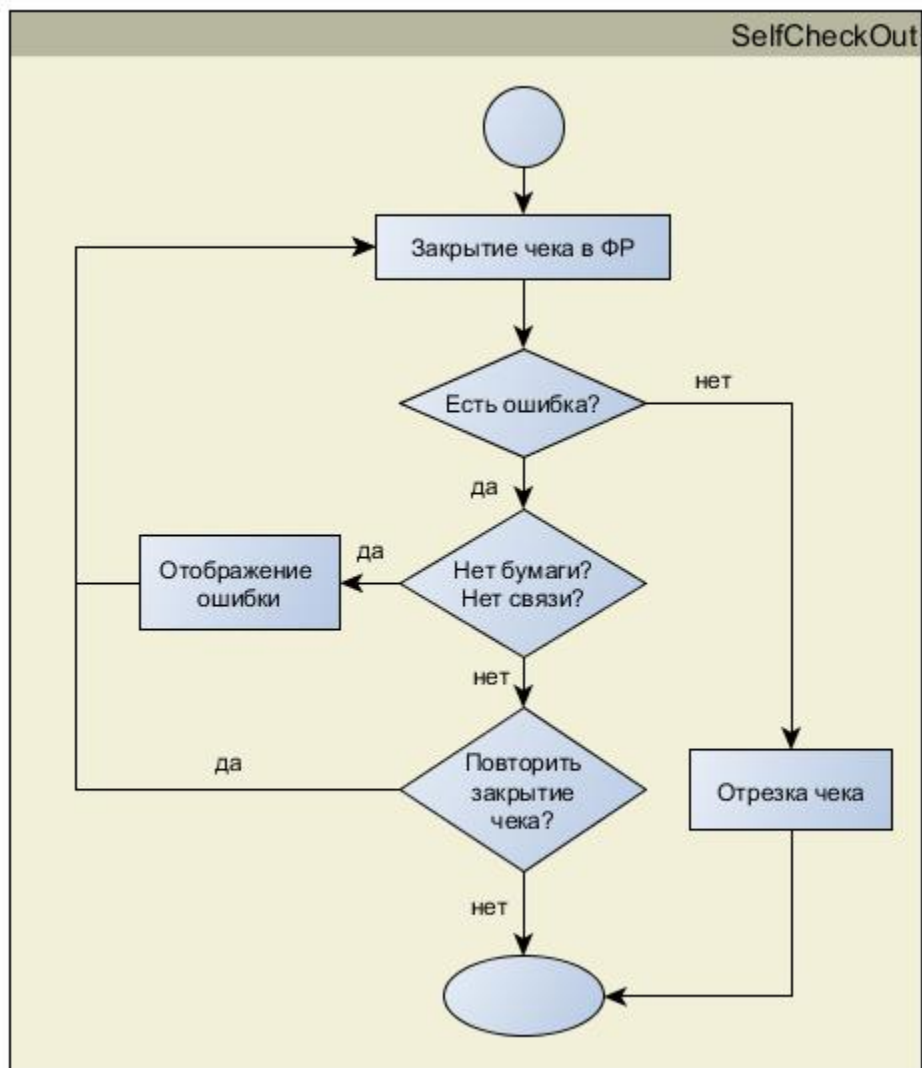 SelfCheckOut
Закрытие чека в ФР
Есть ошибка?
нет
да
Нет бумаги?
Нет связи?
да
Отображение
ошибки
нет
Повторить
закрытие
чека?
да
Отрезка чека
нет